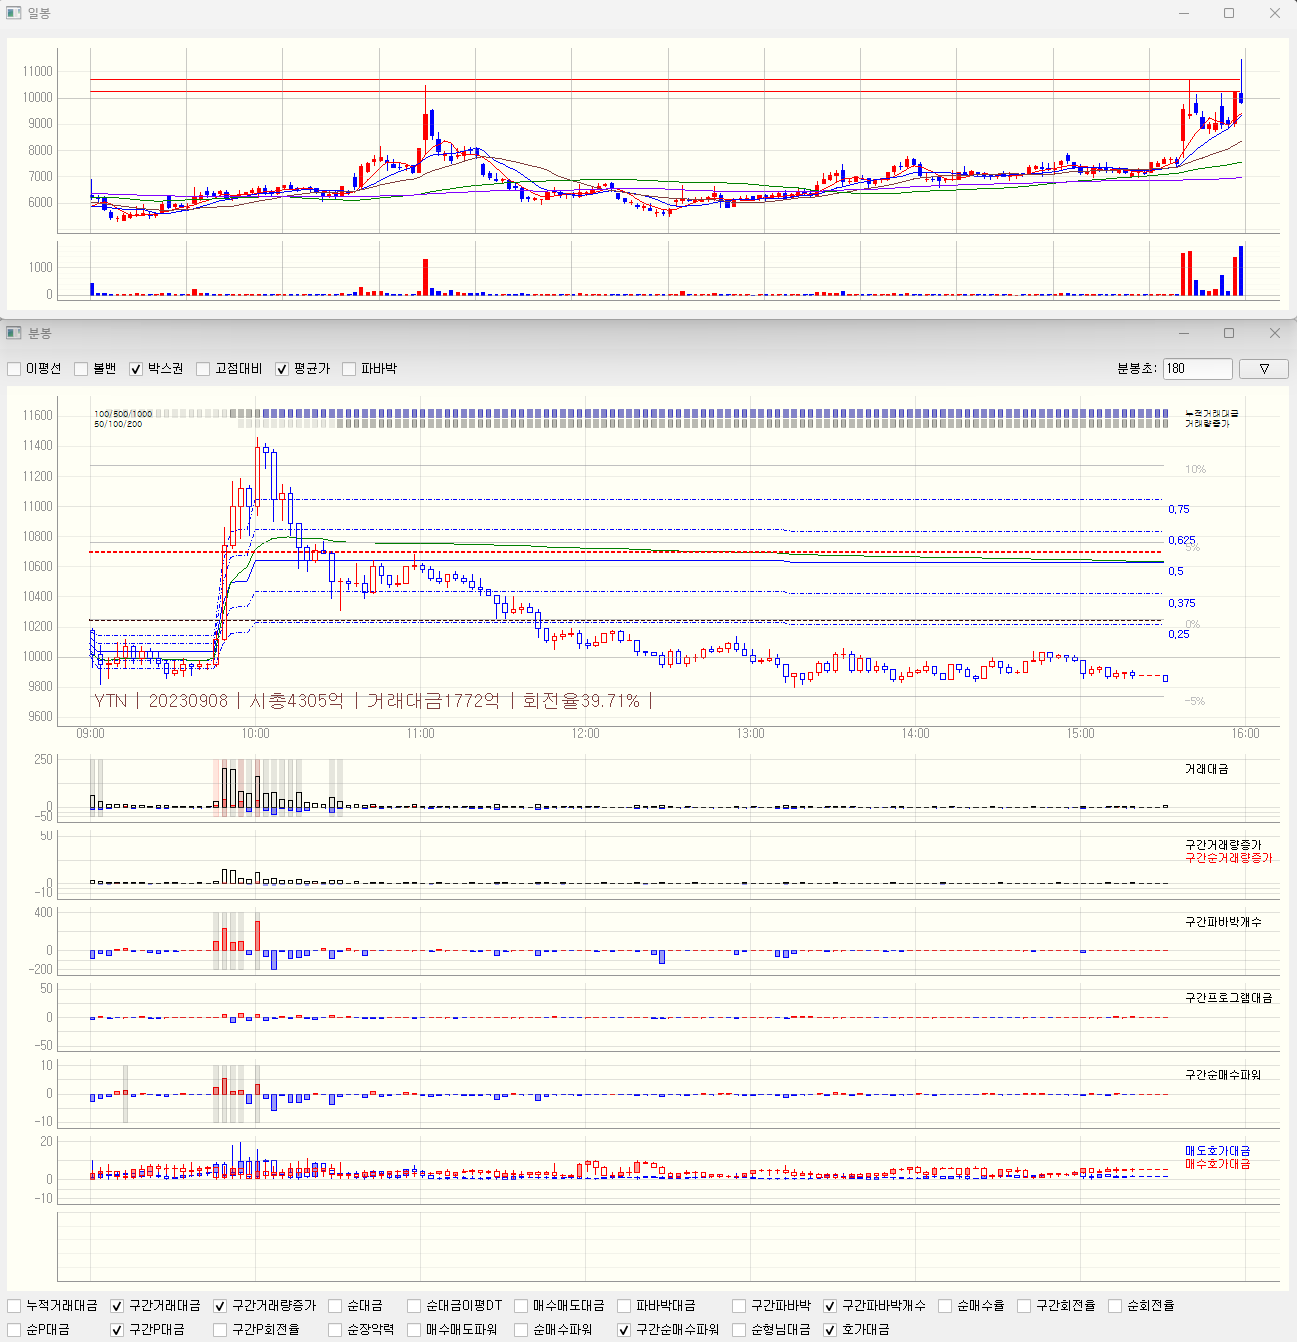 일봉
11000
10000
9000
8000
7000
6000
1000
0
분봉
이평선 볼밴 박스권 고점대비 평균가 파바박 분봉초: 180 ▽
11600
100/500/1000 누적거래대금
50/100/200 거래량증가
11400
10%
11200
11000
0,75
10800
0,625
5%
10600
0,5
10400
0,375
10200
0%
0,25
10000
9800
YTN | 20230908 | 시총4305억 | 거래대금1772억 | 회전율39.71% |
-5%
9600
09:00 10:00 11:00 12:00 13:00 14:00 15:00 16:00
250
거래대금
0
-50
50
구간거래량증가
구간순거래량증가
0
-10
400
구간파바박개수
0
-200
50
구간프로그램대금
0
-50
10
구간순매수파워
0
-10
20
매도호가대금
매수호가대금
0
-10
누적거래대금 구간거래대금 구간거래량증가 순대금 순대금이평DT 매수매도대금 파바박대금 구간파바박 구간파바박개수 순매수율 구간회전율 순회전율
순P대금 구간P대금 구간P회전율 순장악력 매수매도파워 순매수파워 구간순매수파워 순형님대금 호가대금